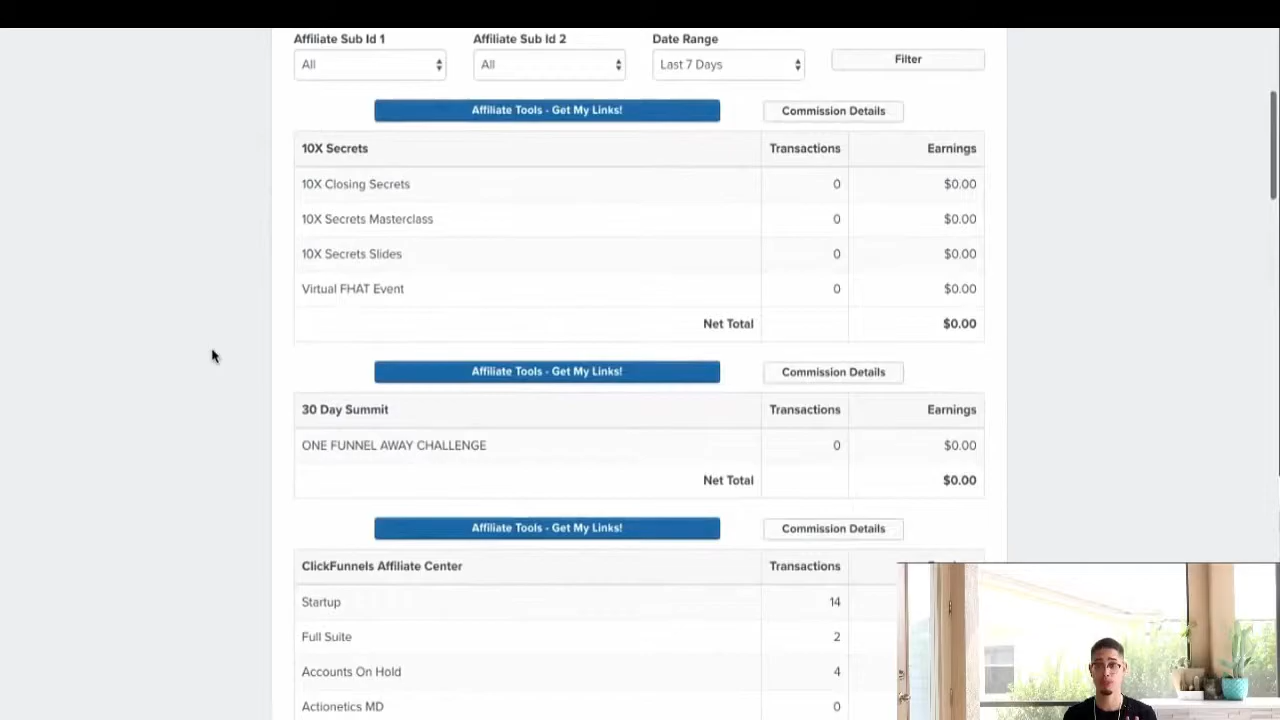 Affiliate Sub Id 1 Affiliate Sub Id 2 Date Range
All All Last 7 Days Filter
Affiliate Tools - Get My Links! Commission Details
10X Secrets Transactions Earnings
10X Closing Secrets 0 $0.00
10X Secrets Masterclass 0 $0.00
10X Secrets Slides 0 $0.00
Virtual FHAT Event 0 $0.00
Net Total $0.00
Affiliate Tools - Get My Links! Commission Details
30 Day Summit Transactions Earnings
ONE FUNNEL AWAY CHALLENGE 0 $0.00
Net Total $0.00
Affiliate Tools - Get My Links! Commission Details
ClickFunnels Affiliate Center Transactions
Startup 14
Full Suite 2
Accounts On Hold 4
Actionetics MD 0